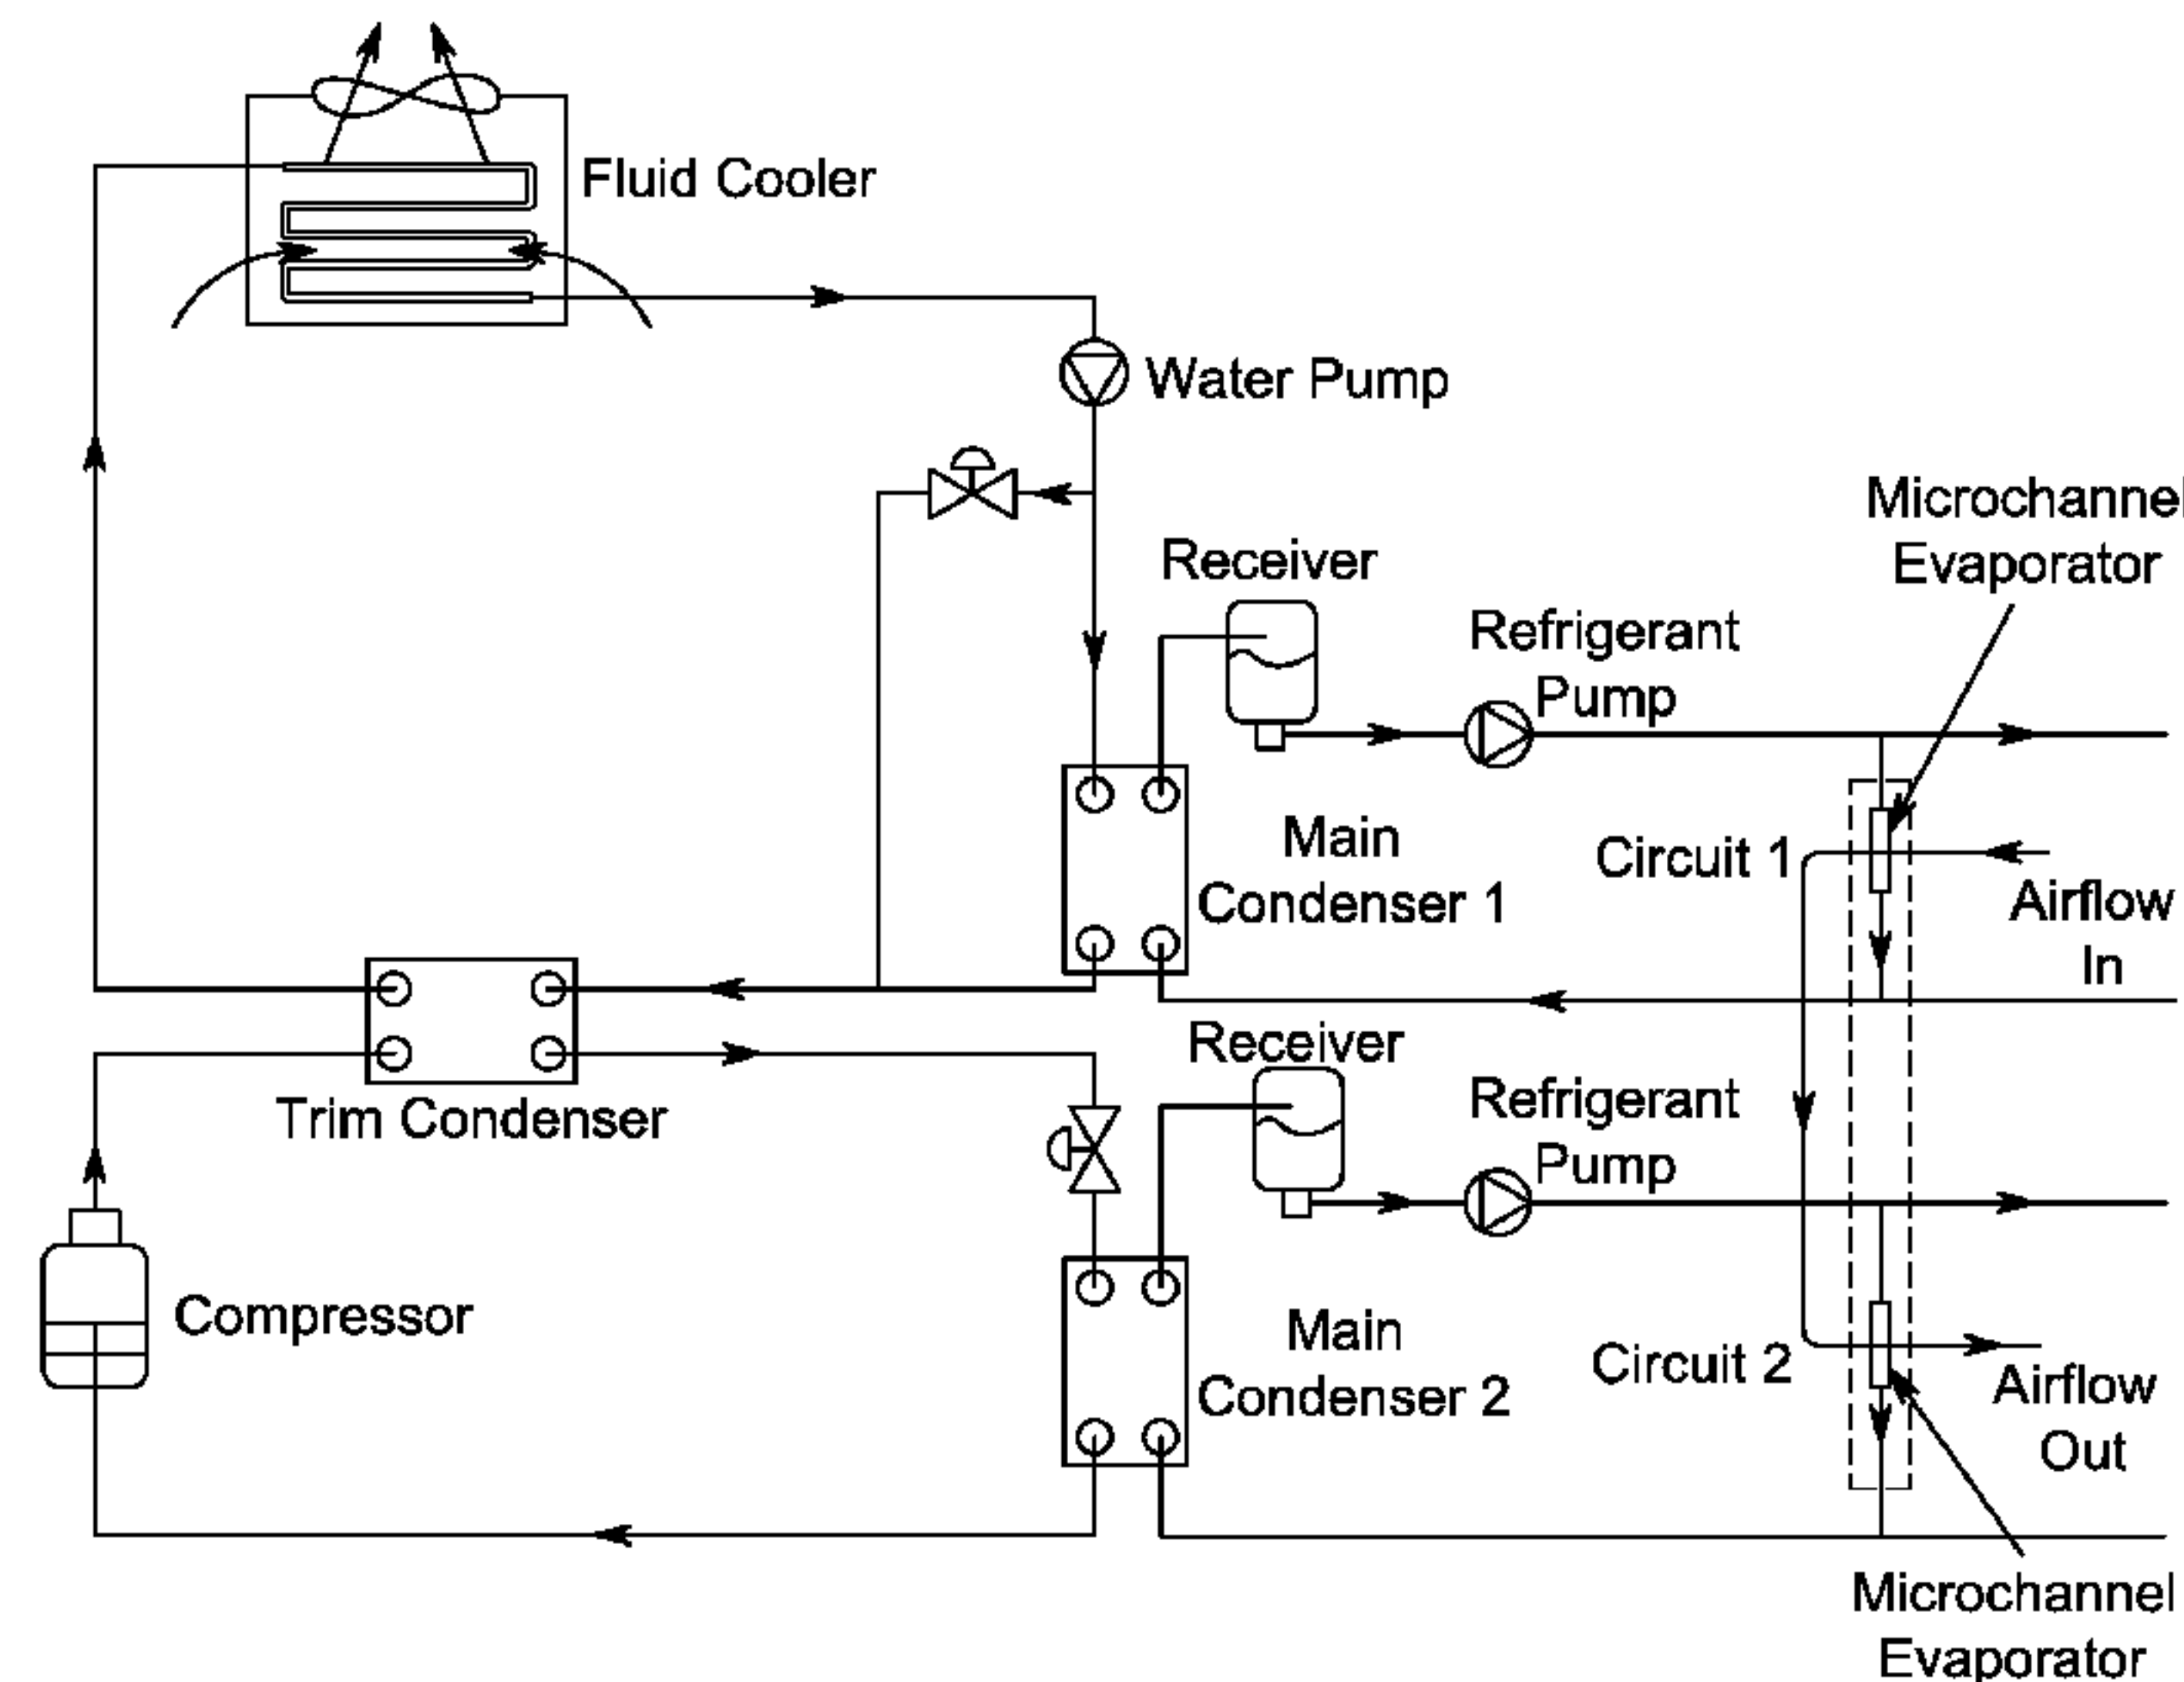 Fluid Cooler
Water Pump
Microchannel
Evaporator
Receiver
Refrigerant
Pump
Main
Condenser 1
Circuit 1
Airflow
In
Receiver
Refrigerant
Pump
Trim Condenser
Compressor
Main
Condenser 2
Circuit 2
Airflow
Out
Microchannel
Evaporator